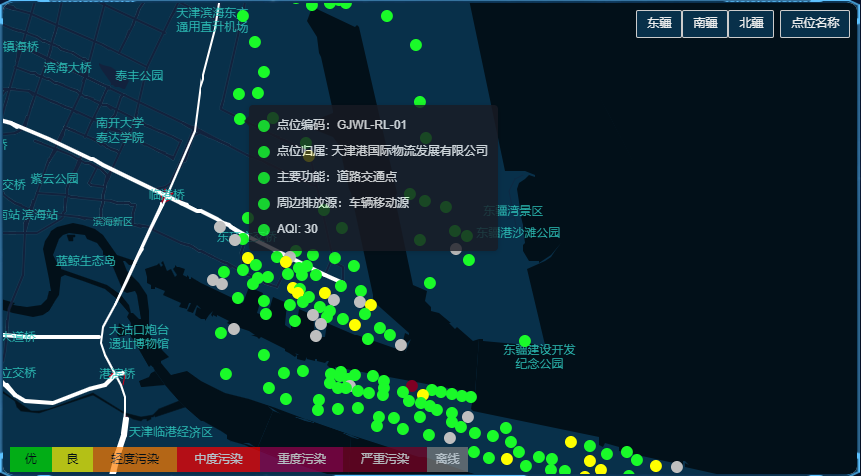 天津滨海东方
通用直升机场
东疆
南疆
北疆
点位名称
镇海桥
滨海大桥
泰丰公园
南开大学
泰达学院
点位编码: GJWL-RL-01
点位归属: 天津港国际物流发展有限公司
主要功能: 道路交通点
周边排放源: 车辆移动源
AQI: 30
交桥
紫云公园
临港桥
南站
滨海站
滨海新区
东疆湾景区
东疆港沙滩公园
蓝鲸生态岛
大沽口炮台
遗址博物馆
立交桥
东疆建设开发
纪念公园
天津临港经济区
优
良
轻度污染
中度污染
重度污染
严重污染
离线